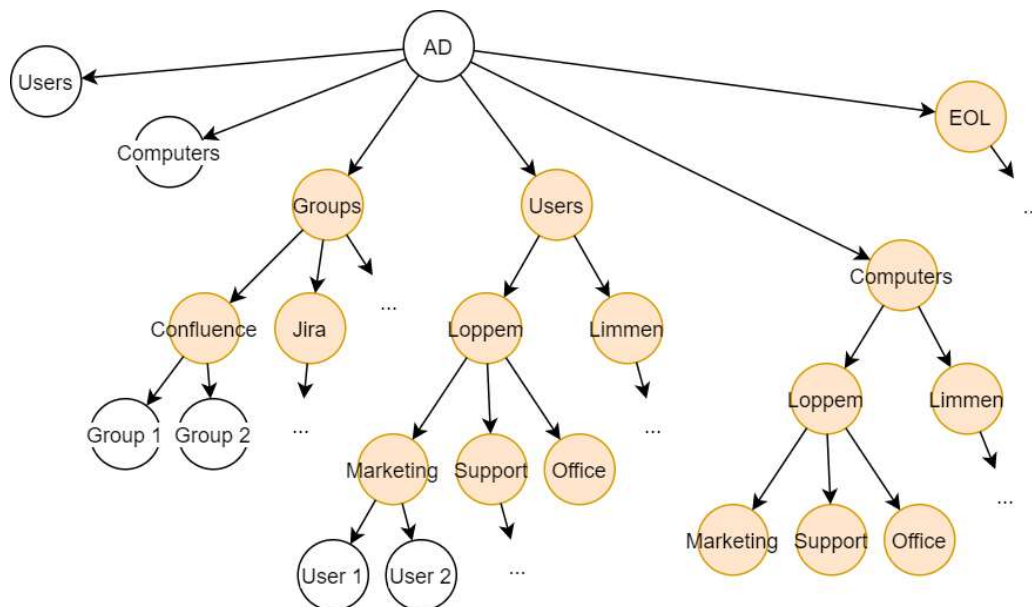 AD
Users
EOL
Computers
...
Groups
Users
Computers
...
Confluence
Jira
Loppem
Limmen
Loppem
Limmen
...
...
Group 1
Group 2
Marketing
Support
Office
...
Marketing
Support
Office
User 1
User 2
...